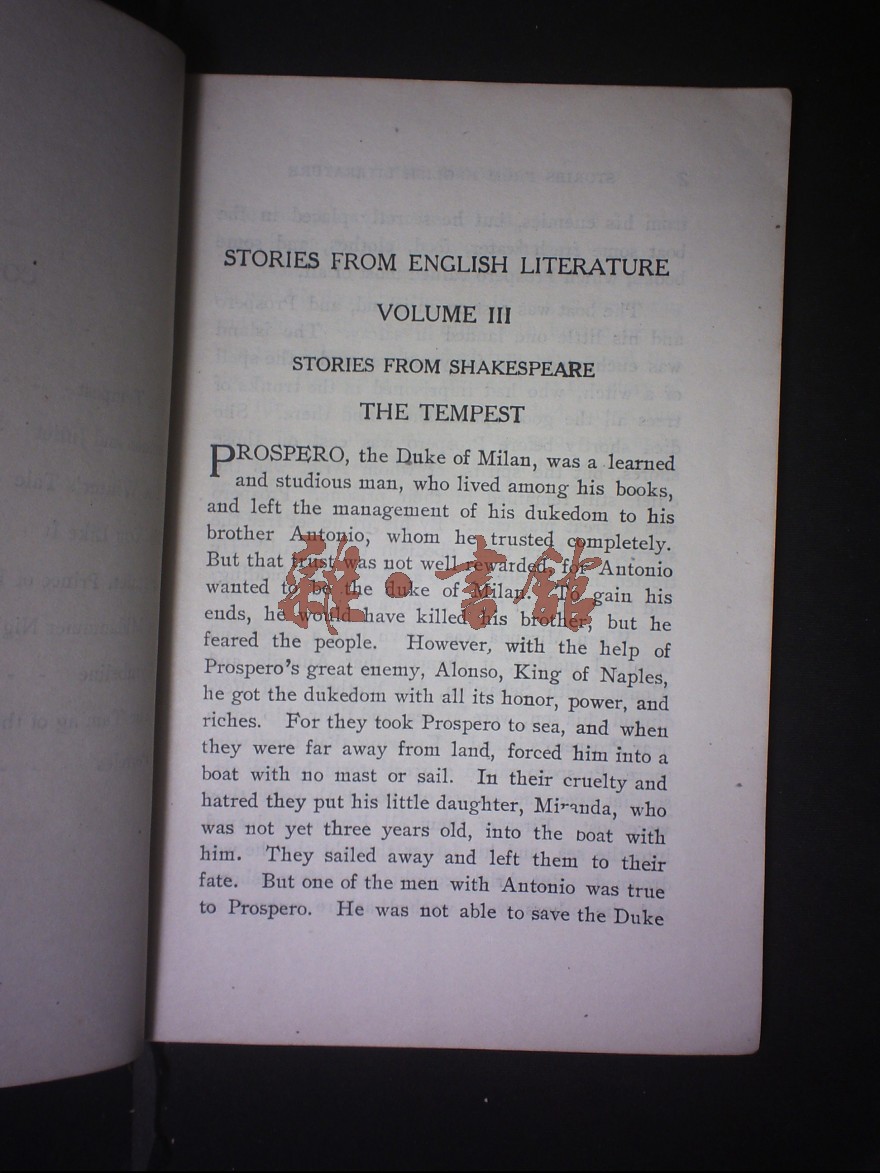 STORIES FROM ENGLISH LITERATURE
VOLUME III
STORIES FROM SHAKESPEARE
THE TEMPEST
PROSPERO, the Duke of Milan, was a learned
and studious man, who lived among his books,
and left the management of his dukedom to his
brother Antonio, whom he trusted completely.
But that trust was not well rewarded, for Antonio
wanted to be the duke of Milan. To gain his
ends, he would have killed his brother, but he
feared the people. However, with the help of
Prospero's great enemy, Alonso, King of Naples,
he got the dukedom with all its honor, power, and
riches. For they took Prospero to sea, and when
they were far away from land, forced him into a
boat with no mast or sail. In their cruelty and
hatred they put his little daughter, Miranda, who
was not yet three years old, into the boat with
him. They sailed away and left them to their
fate. But one of the men with Antonio was true
to Prospero. He was not able to save the Duke
雜·書館